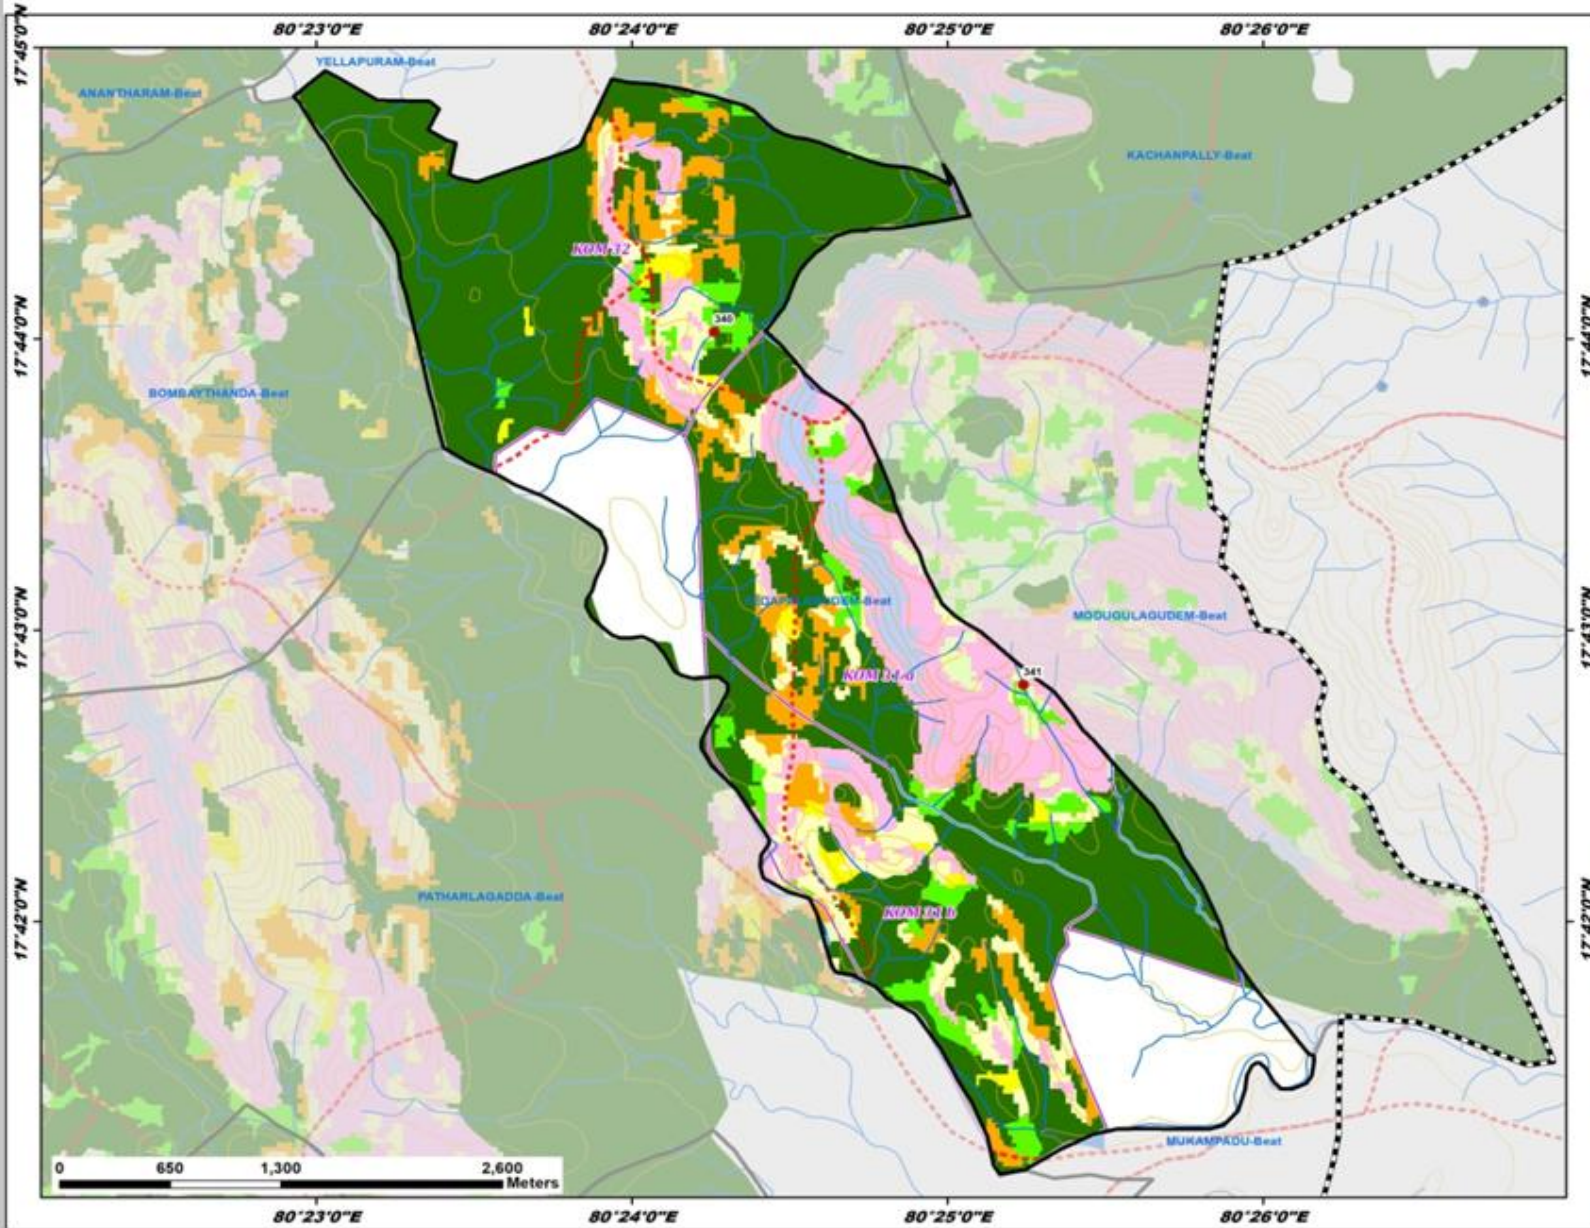 80°23'0"E 80°24'0"E 80°25'0"E 80°26'0"E
17°45'0"N
YELLAPURAM-Beat
ANANTHARAM-Beat
KACHANPALLY-Beat
KOM 32
340
17°44'0"N 17°44'0"N
BOMBAYTHANDA-Beat
MODUGULAGUDEM-Beat
17°43'0"N 17°43'0"N
341
KOM 31 a
PATHARLAGADDA-Beat
KOM 31 b
17°42'0"N 17°42'0"N
MUKAMPADU-Beat
0 650 1,300 2,600
Meters
80°23'0"E 80°24'0"E 80°25'0"E 80°26'0"E